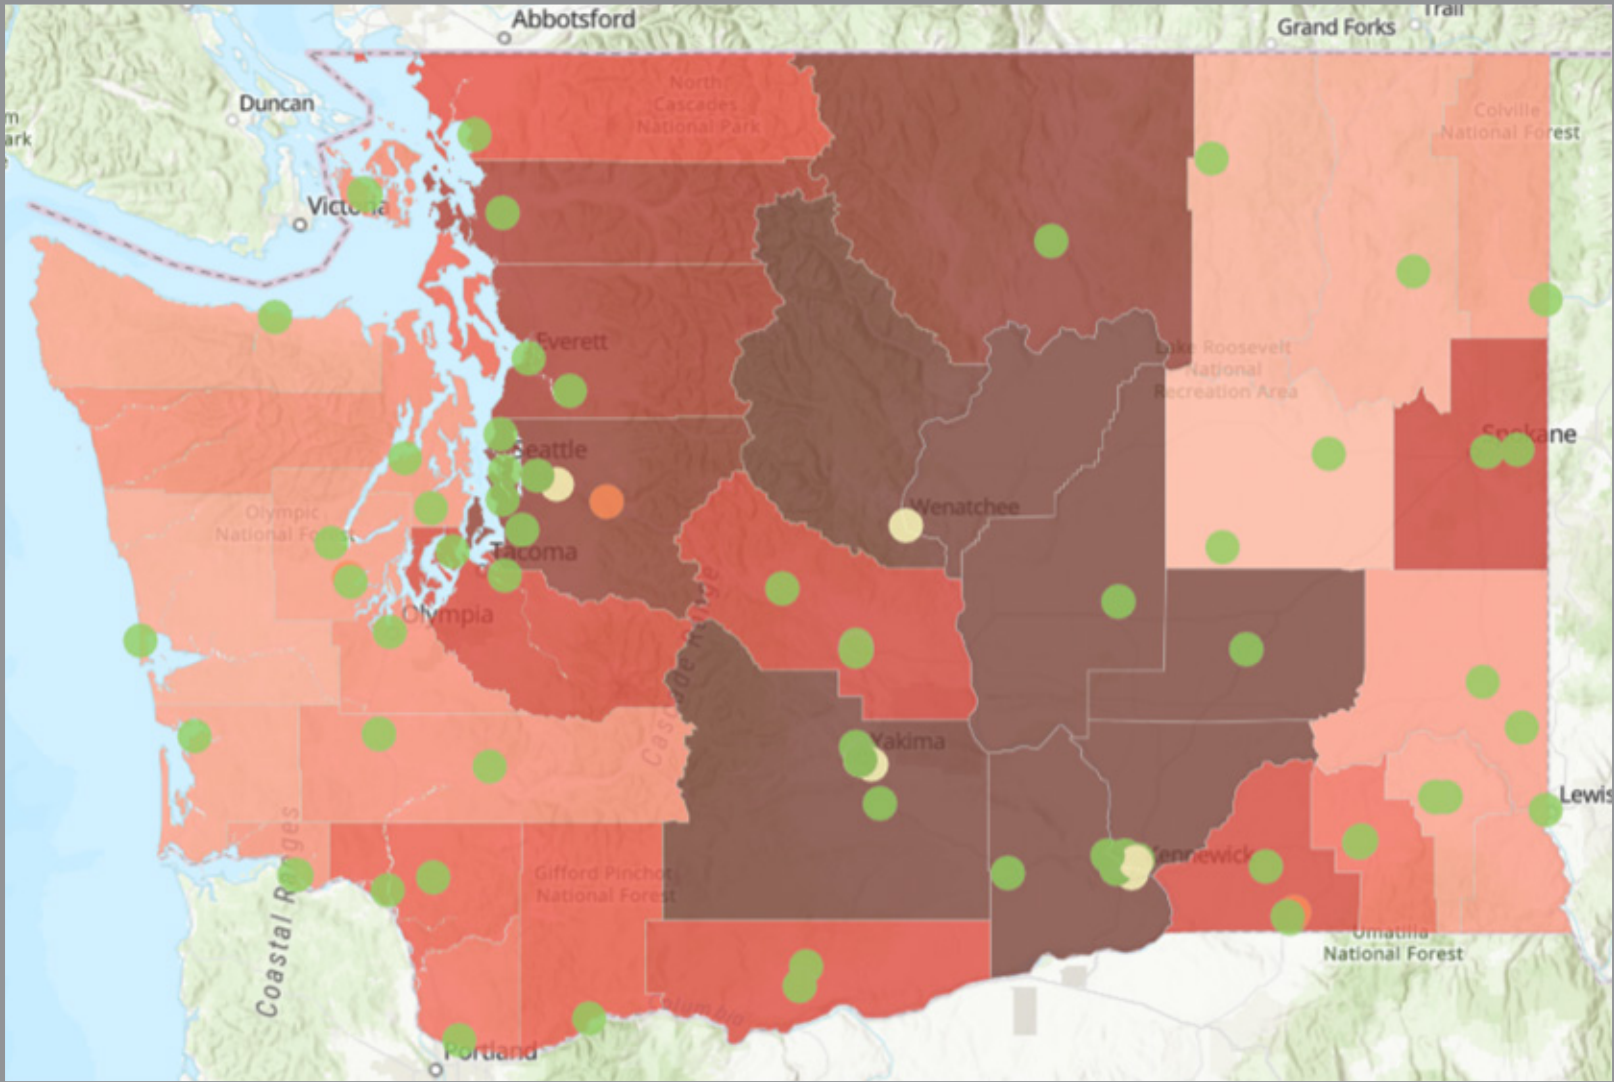 Trail
Abbotsford
Grand Forks
Duncan
North
Cascades
National Park
Colville
National Forest
m
ark
Victoria
Everett
Lake Roosevelt
National
Recreation Area
Seattle
Spokane
Wenatchee
Olympic
National Forest
Tacoma
Olympia
Cascade Range
Yakima
Lewis
Kennewick
Gifford Pinchot
National Forest
Coastal Ranges
Umatilla
National Forest
Columbia
Portland